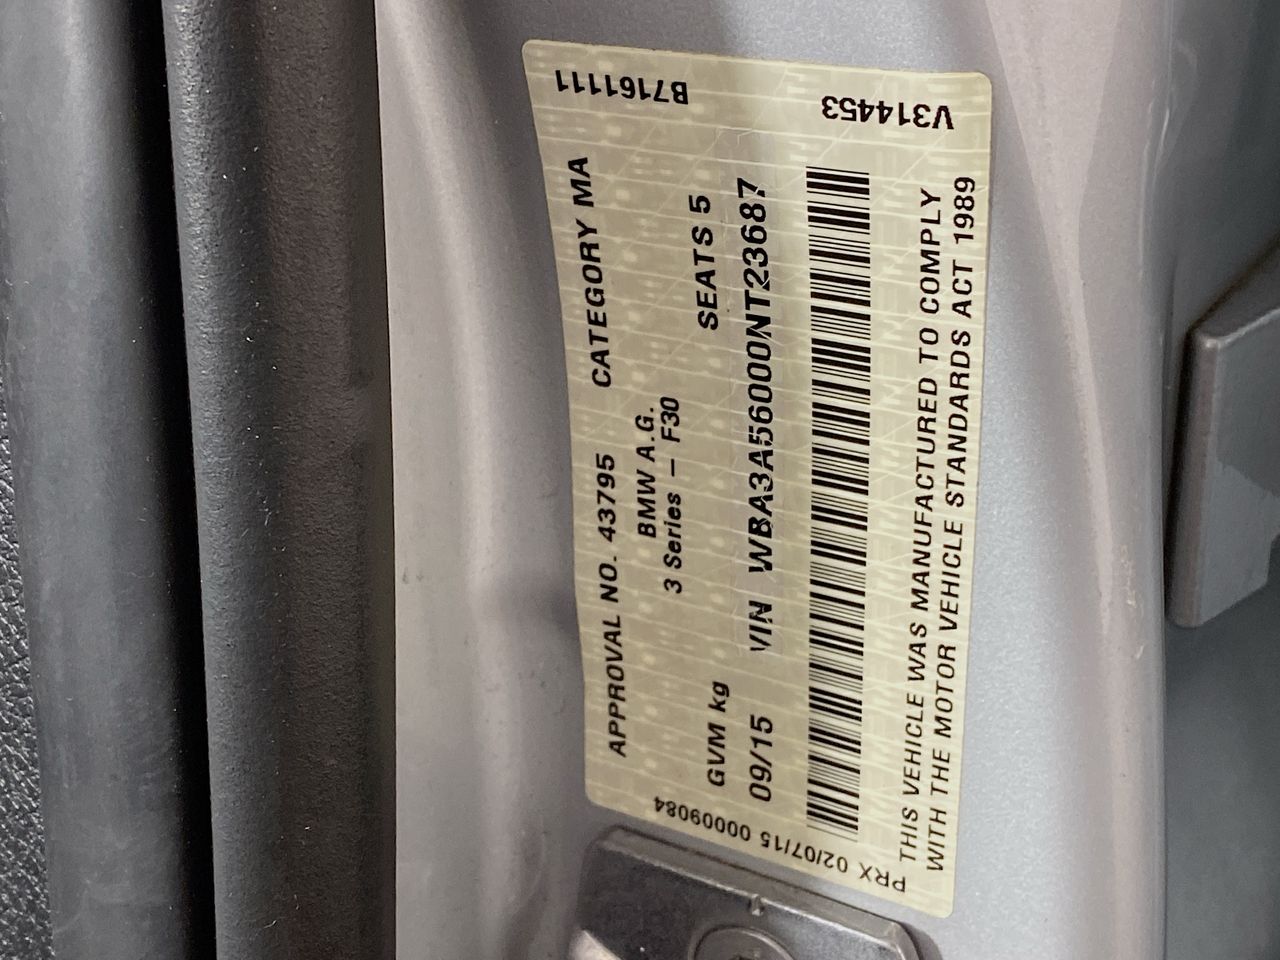 APPROVAL NO. 43795 CATEGORY MA
BMW A.G.
3 Series – F30
GVM kg SEATS 5
09/15 VIN WBA3A56000NT23687
THIS VEHICLE WAS MANUFACTURED TO COMPLY
WITH THE MOTOR VEHICLE STANDARDS ACT 1989
PRX 02/07/15 00009084
B7161111
V314453